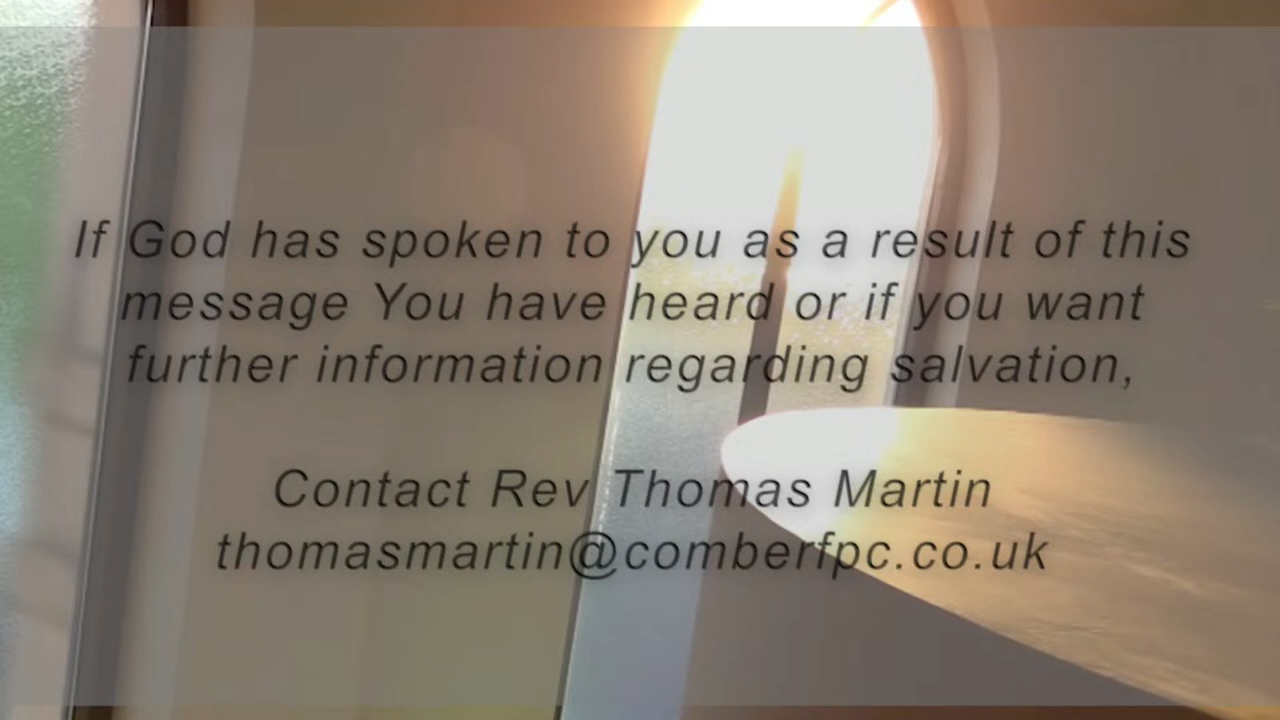 If God has spoken to you as a result of this
message You have heard or if you want
further information regarding salvation,
Contact Rev Thomas Martin
thomasmartin@comberfpc.co.uk